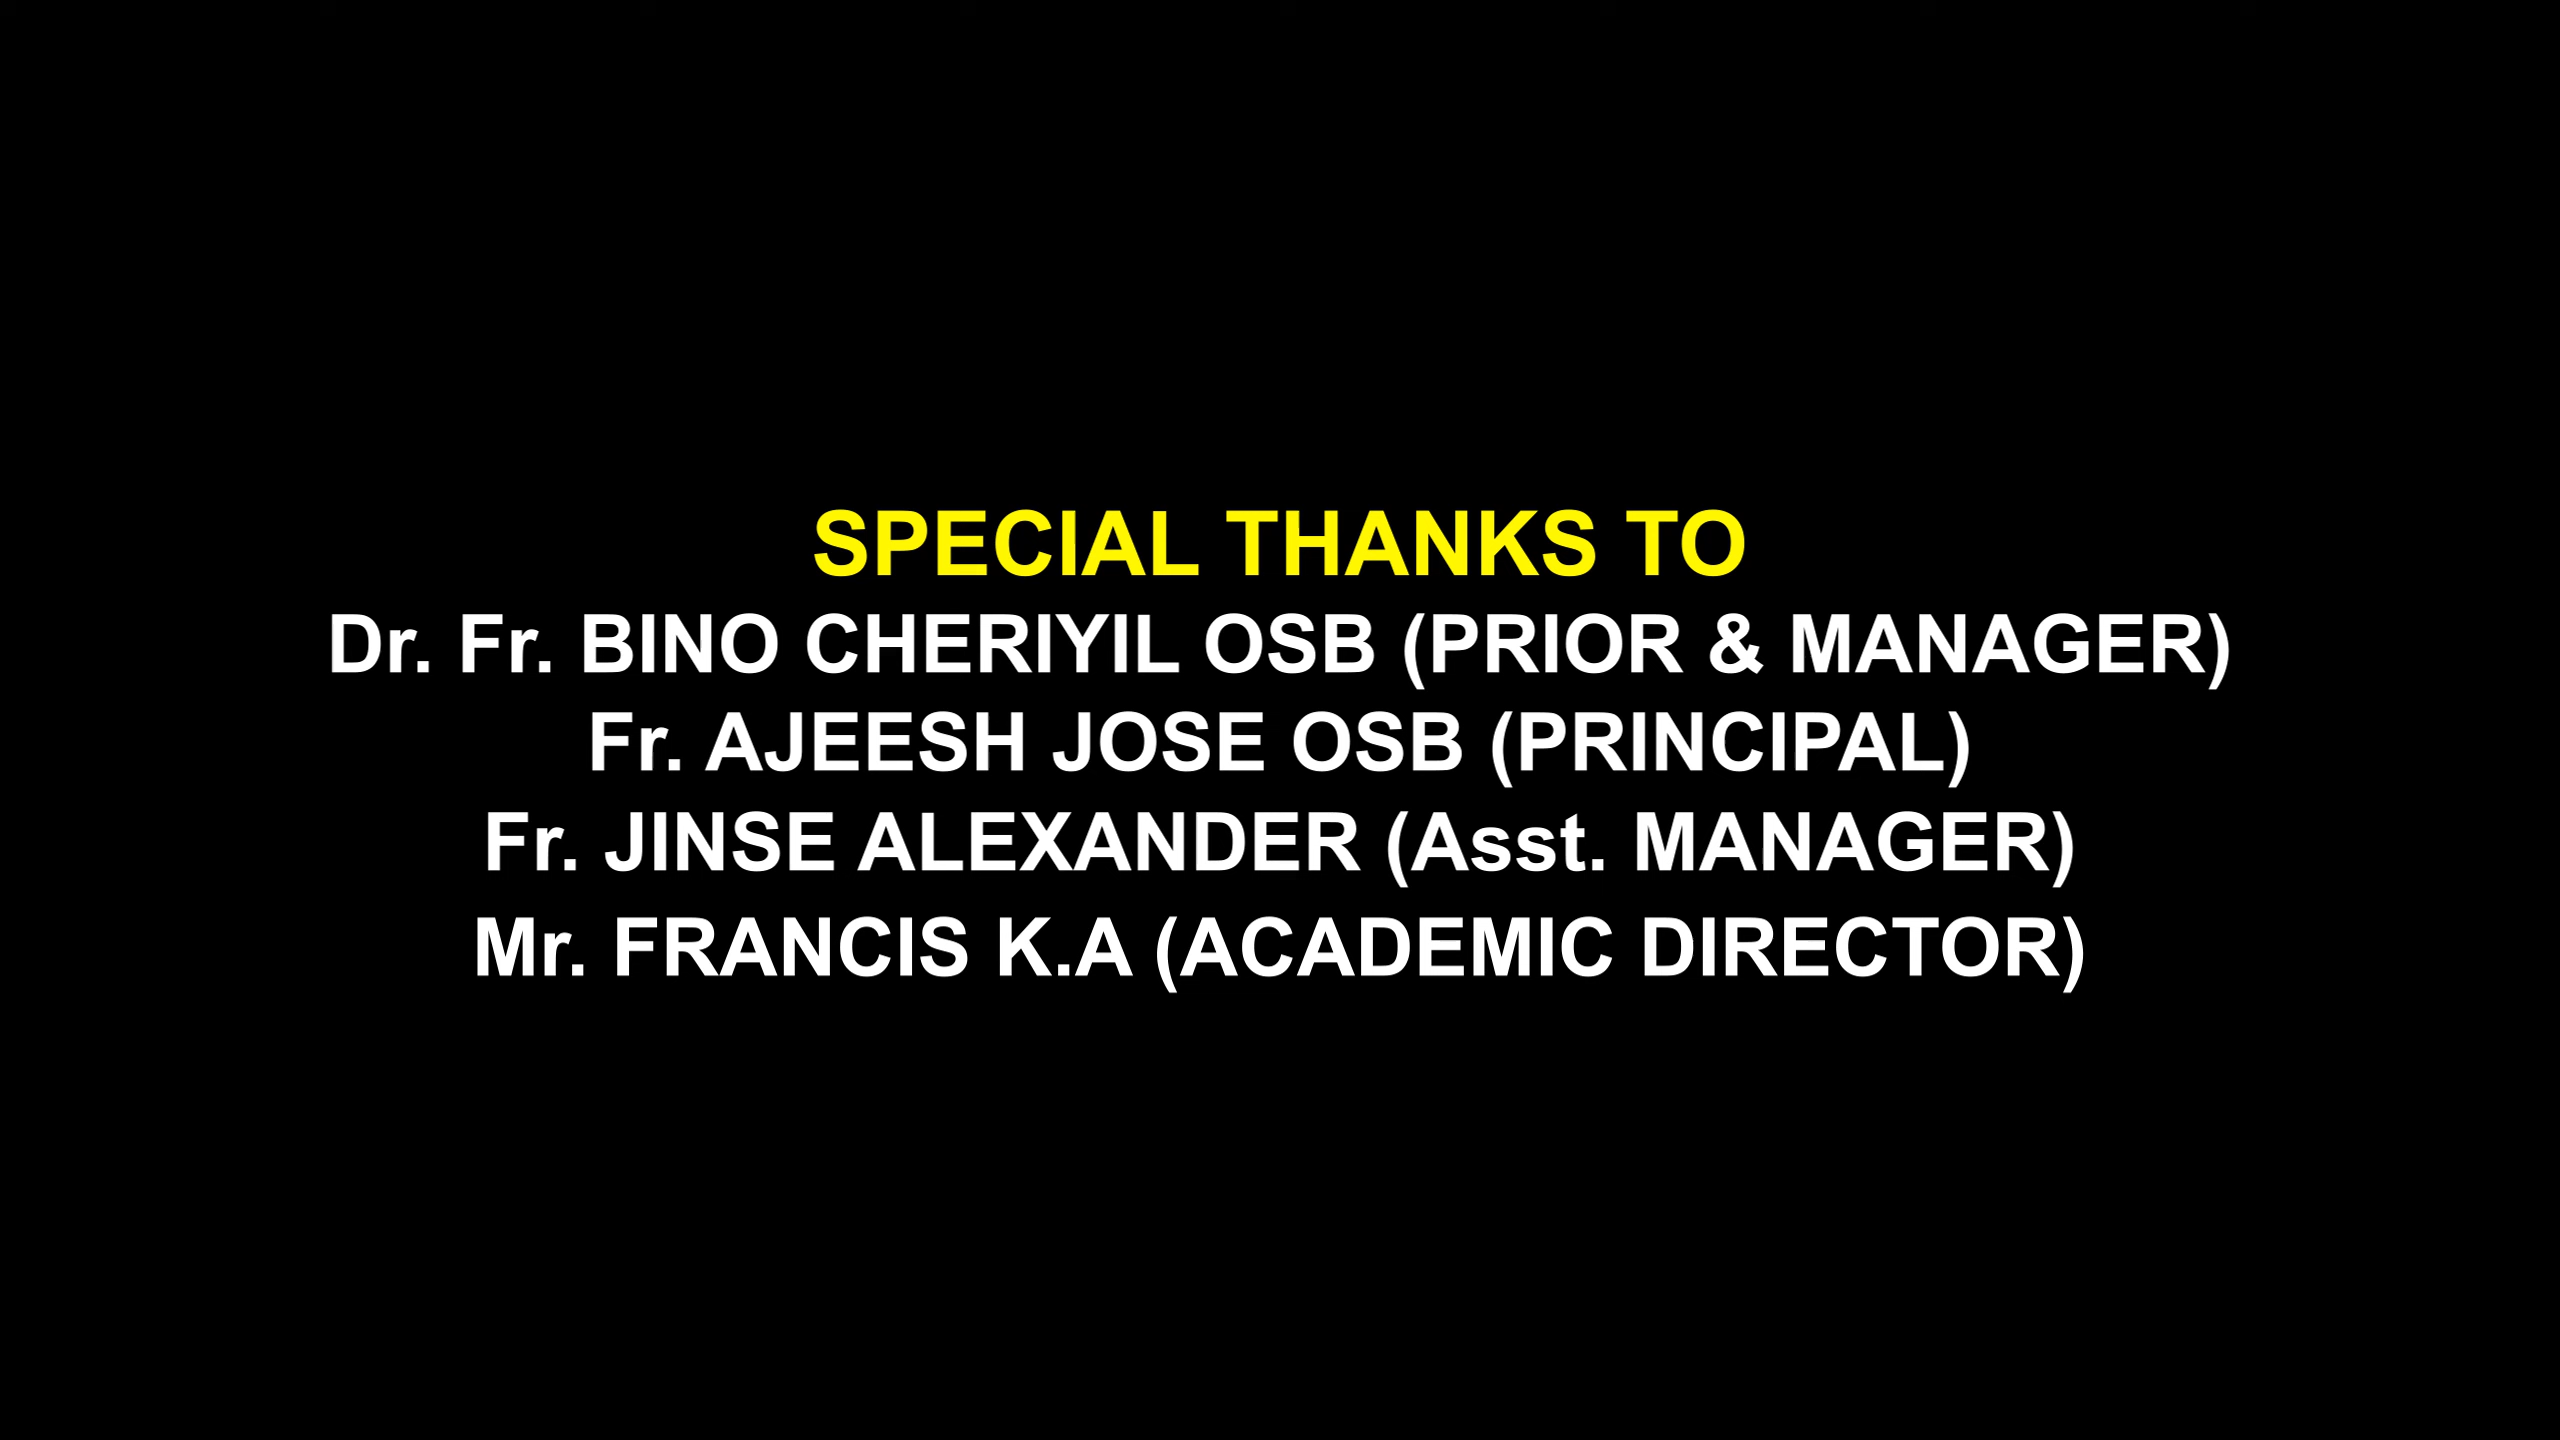 SPECIAL THANKS TO
Dr. Fr. BINO CHERIYIL OSB (PRIOR & MANAGER)
Fr. AJEESH JOSE OSB (PRINCIPAL)
Fr. JINSE ALEXANDER (Asst. MANAGER)
Mr. FRANCIS K.A (ACADEMIC DIRECTOR)